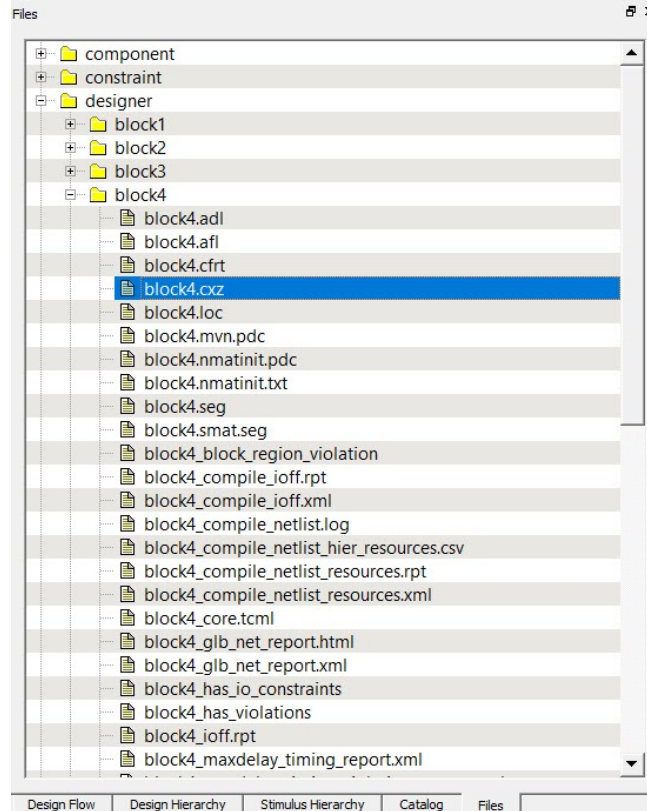 Files
component
constraint
designer
block1
block2
block3
block4
block4.adl
block4.afl
block4.cfrt
block4.cxz
block4.loc
block4.mvn.pdc
block4.nmatinit.pdc
block4.nmatinit.txt
block4.seg
block4.smat.seg
block4_block_region_violation
block4_compile_ioff.rpt
block4_compile_ioff.xml
block4_compile_netlist.log
block4_compile_netlist_hier_resources.csv
block4_compile_netlist_resources.rpt
block4_compile_netlist_resources.xml
block4_core.tcml
block4_glb_net_report.html
block4_glb_net_report.xml
block4_has_io_constraints
block4_has_violations
block4_ioff.rpt
block4_maxdelay_timing_report.xml
Design Flow Design Hierarchy Stimulus Hierarchy Catalog Files